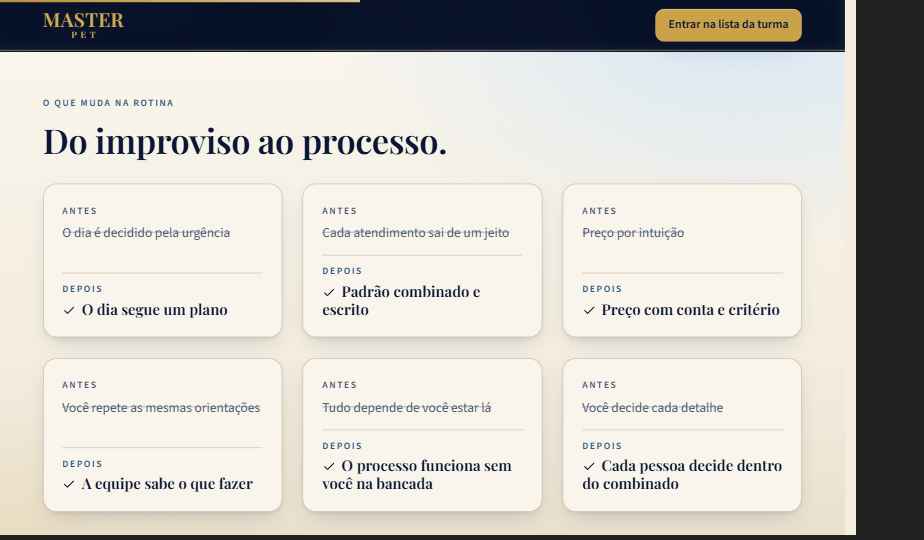 MASTER
PET
Entrar na lista da turma
O QUE MUDA NA ROTINA
Do improviso ao processo.
ANTES
O dia é decidido pela urgência
DEPOIS
✓ O dia segue um plano
ANTES
Cada atendimento sai de um jeito
DEPOIS
✓ Padrão combinado e
escrito
ANTES
Preço por intuição
DEPOIS
✓ Preço com conta e critério
ANTES
Você repete as mesmas orientações
DEPOIS
✓ A equipe sabe o que fazer
ANTES
Tudo depende de você estar lá
DEPOIS
✓ O processo funciona sem
você na bancada
ANTES
Você decide cada detalhe
DEPOIS
✓ Cada pessoa decide dentro
do combinado